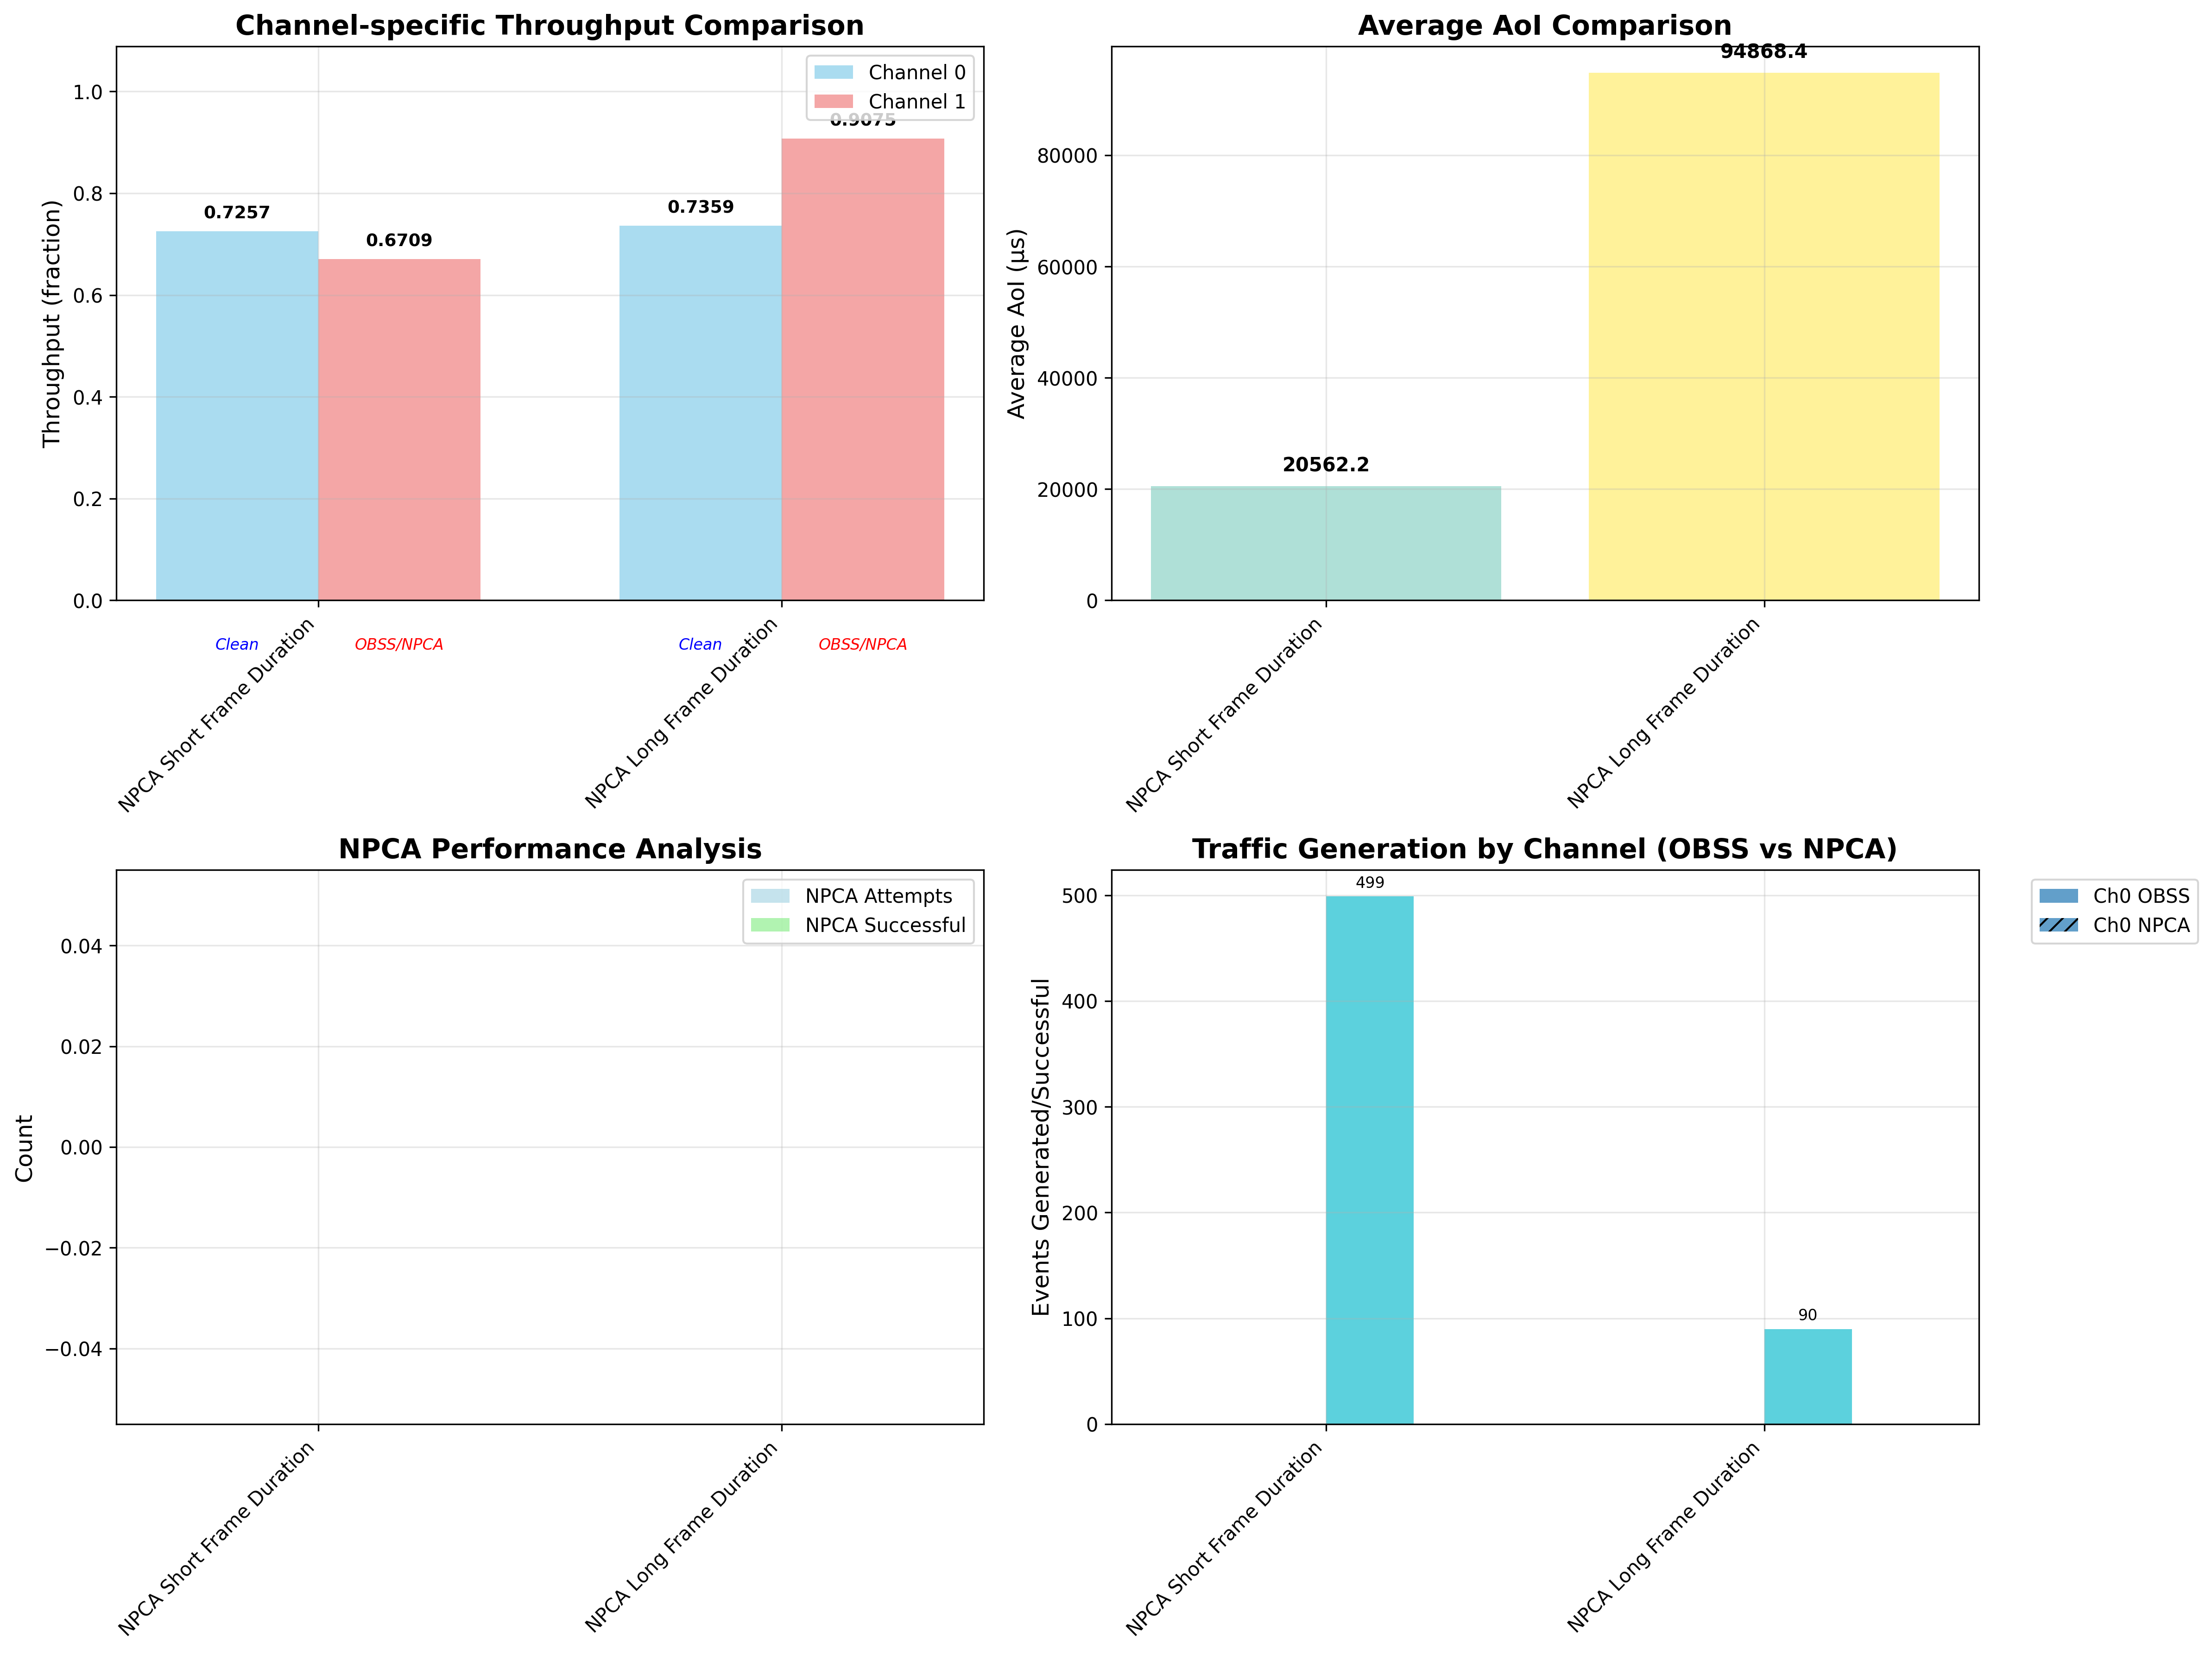 Channel-specific Throughput Comparison
Throughput (fraction)
1.0
0.8
0.6
0.4
0.2
0.0
Channel 0
Channel 1
0.7257
0.6709
0.7359
0.9075
Clean
OBSS/NPCA
Clean
OBSS/NPCA
NPCA Short Frame Duration
NPCA Long Frame Duration
Average AoI Comparison
Average AoI (µs)
80000
60000
40000
20000
0
20562.2
94868.4
NPCA Short Frame Duration
NPCA Long Frame Duration
NPCA Performance Analysis
Count
0.04
0.02
0.00
−0.02
−0.04
NPCA Attempts
NPCA Successful
NPCA Short Frame Duration
NPCA Long Frame Duration
Traffic Generation by Channel (OBSS vs NPCA)
Events Generated/Successful
500
400
300
200
100
0
499
90
Ch0 OBSS
Ch0 NPCA
NPCA Short Frame Duration
NPCA Long Frame Duration